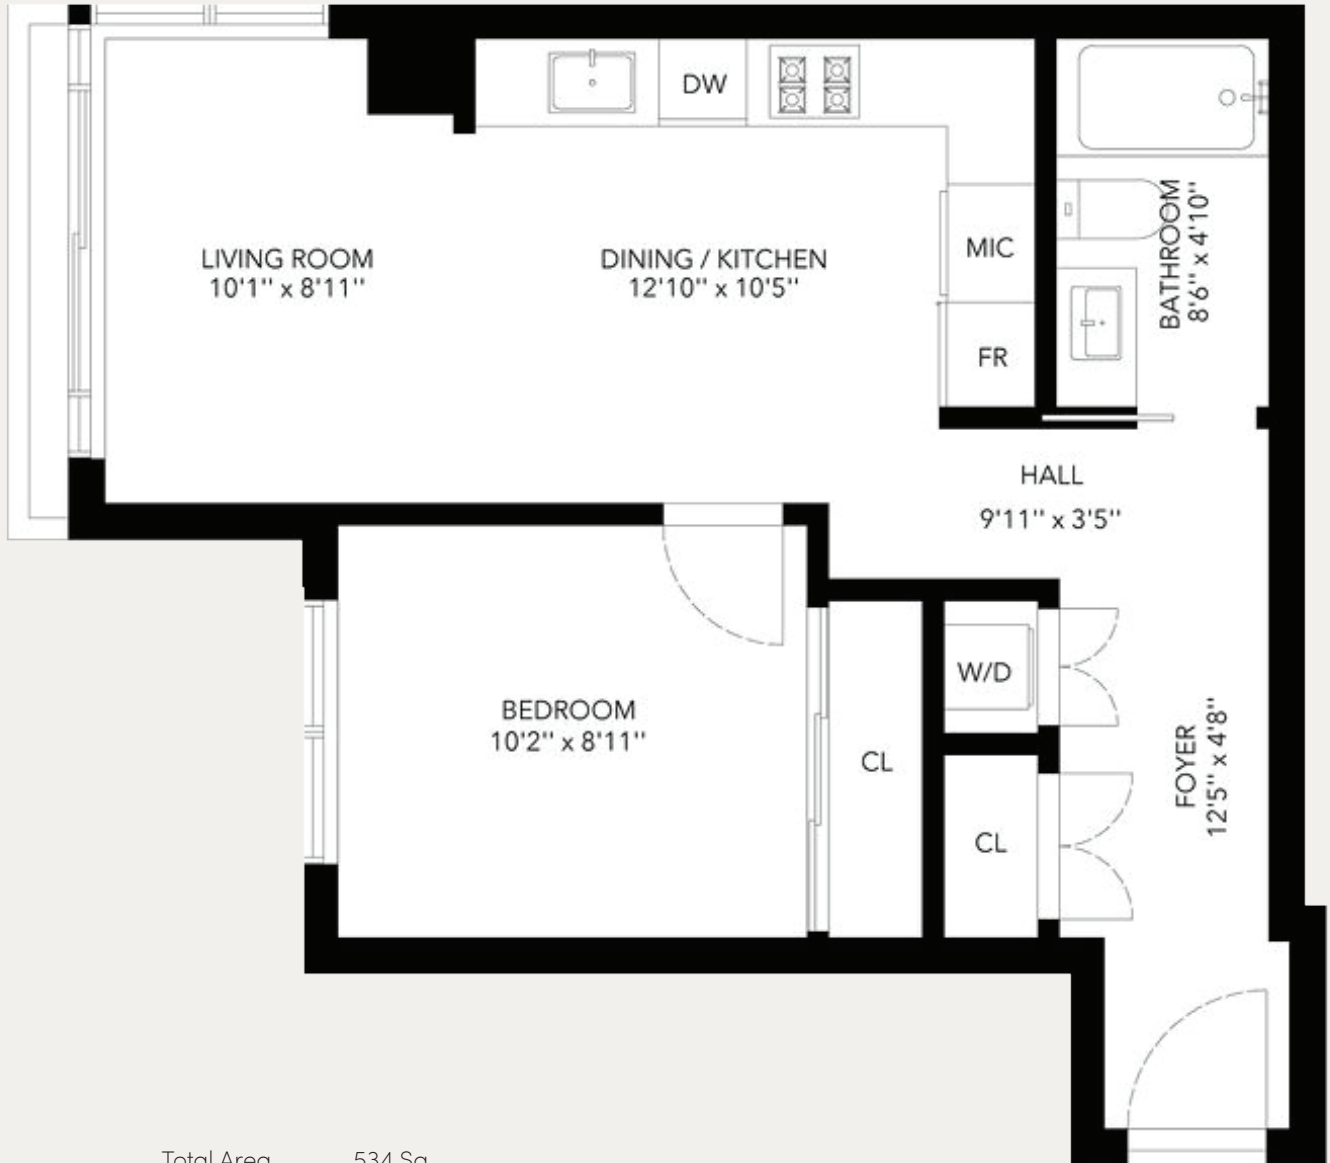 DW
LIVING ROOM
10'1'' x 8'11''
DINING / KITCHEN
12'10'' x 10'5''
MIC
FR
BATHROOM
8'6'' x 4'10''
HALL
9'11'' x 3'5''
BEDROOM
10'2'' x 8'11''
CL
W/D
CL
FOYER
12'5'' x 4'8''
Total Area 534 Sq